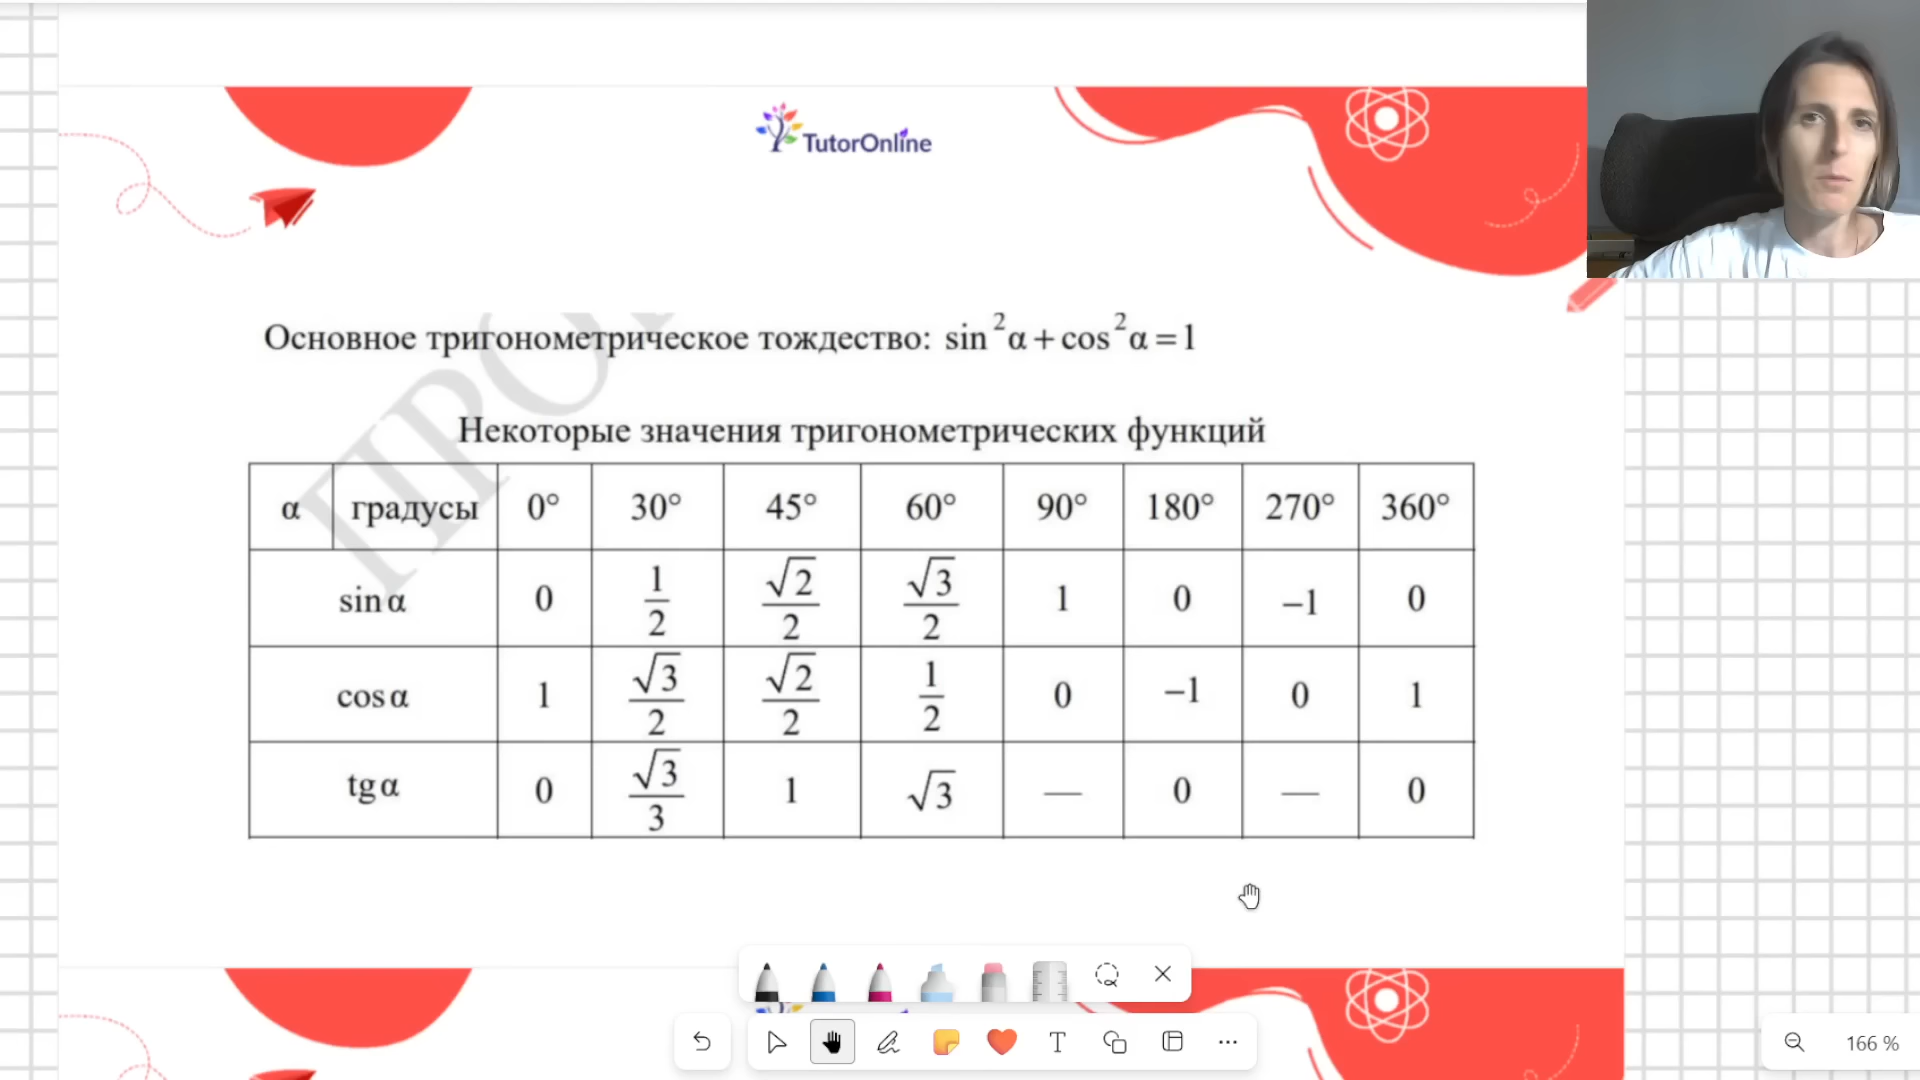 TutorOnline
Основное тригонометрическое тождество: sin²α + cos²α = 1
Некоторые значения тригонометрических функций
α градусы 0° 30° 45° 60° 90° 180° 270° 360°
sin α 0 1/2 √2/2 √3/2 1 0 −1 0
cos α 1 √3/2 √2/2 1/2 0 −1 0 1
tg α 0 √3/3 1 √3 — 0 — 0
T
166 %